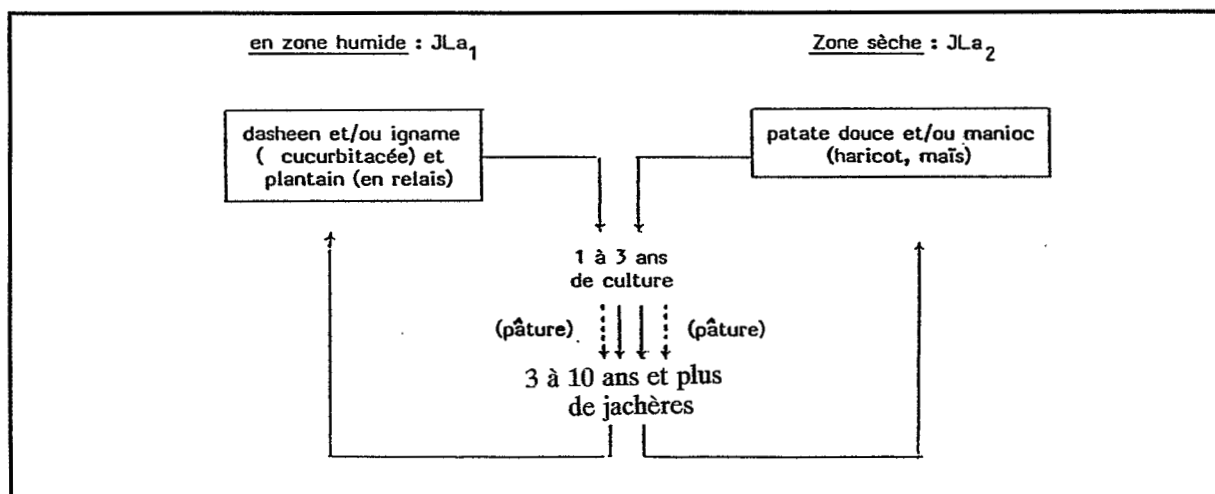 en zone humide : JLa1
Zone sèche : JLa2
dasheen et/ou igname
( cucurbitacée) et
plantain (en relais)
patate douce et/ou manioc
(haricot, maïs)
1 à 3 ans
de culture
(pâture)
(pâture)
3 à 10 ans et plus
de jachères